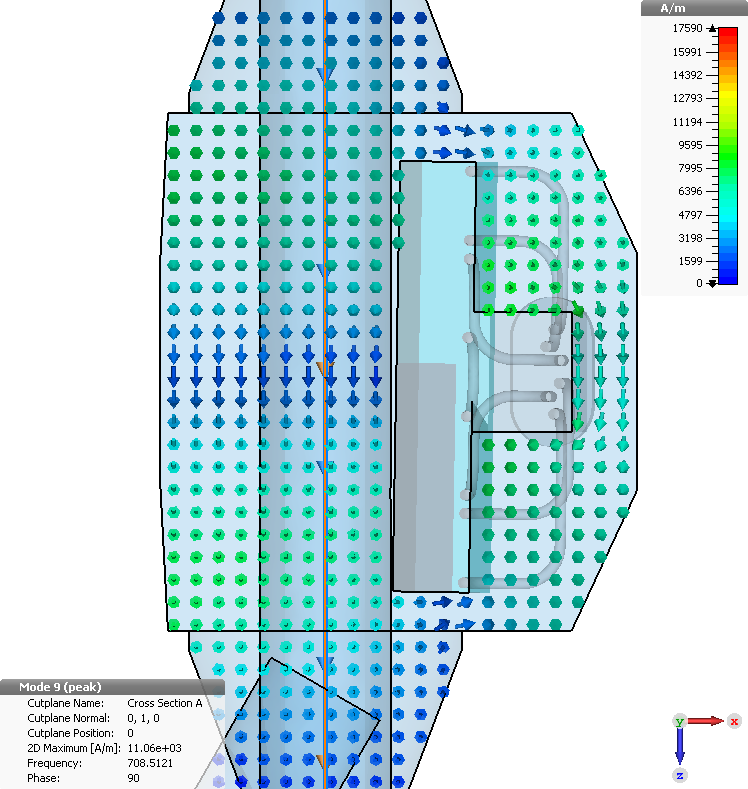 A/m
17590
15991
14392
12793
11194
9595
7995
6396
4797
3198
1599
0
Mode 9 (peak)
Cutplane Name: Cross Section A
Cutplane Normal: 0, 1, 0
Cutplane Position: 0
2D Maximum [A/m]: 11.06e+03
Frequency: 708.5121
Phase: 90
y x
z